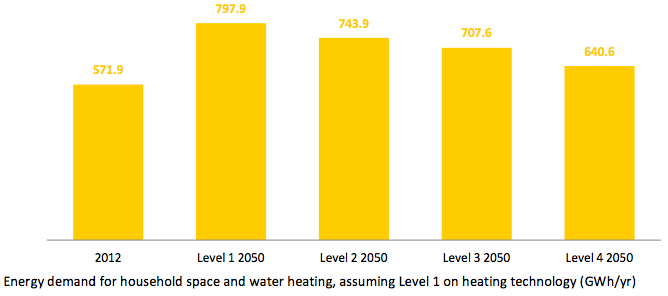 797.9
743.9
707.6
640.6
571.9
2012 Level 1 2050 Level 2 2050 Level 3 2050 Level 4 2050
Energy demand for household space and water heating, assuming Level 1 on heating technology (GWh/yr)